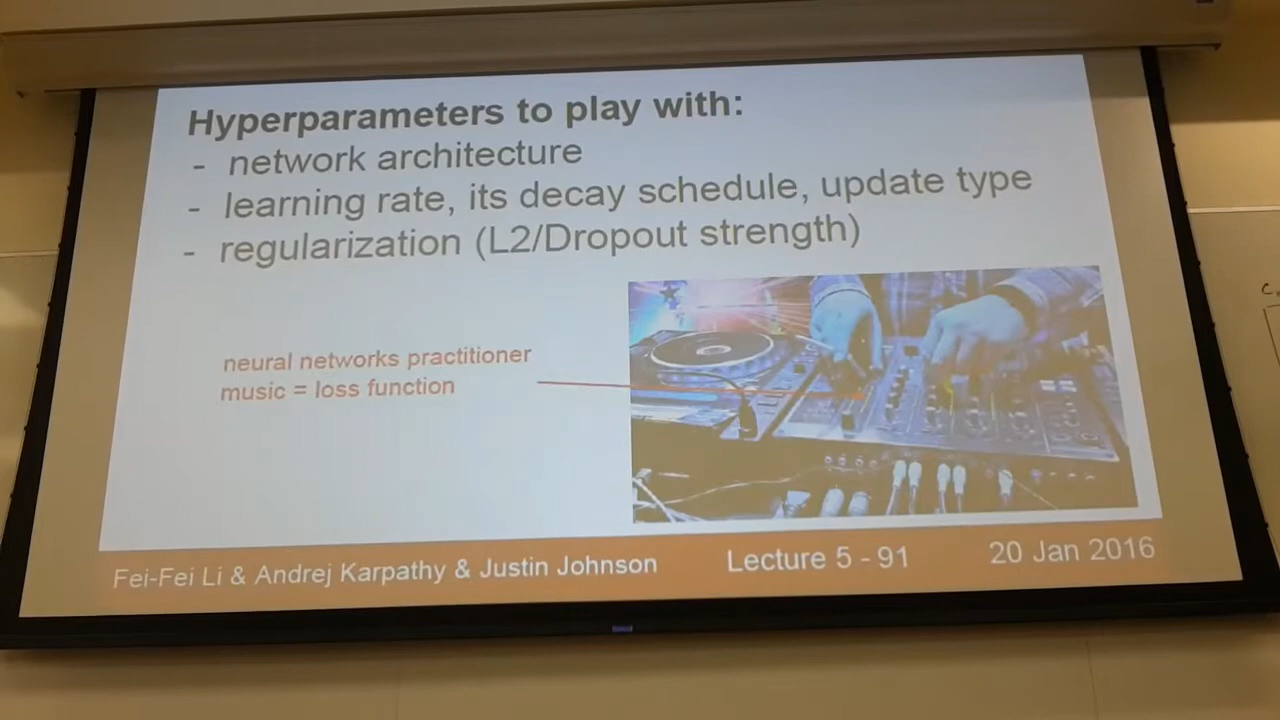 Hyperparameters to play with:
- network architecture
- learning rate, its decay schedule, update type
- regularization (L2/Dropout strength)
neural networks practitioner
music = loss function
Fei-Fei Li & Andrej Karpathy & Justin Johnson Lecture 5 - 91 20 Jan 2016